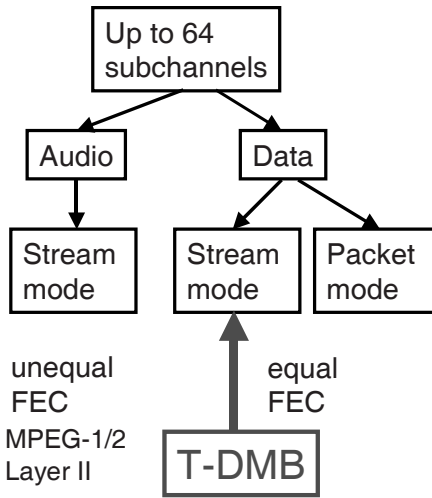 Up to 64
subchannels
Audio
Data
Stream
mode
Stream
mode
Packet
mode
unequal
FEC
MPEG-1/2
Layer II
equal
FEC
T-DMB